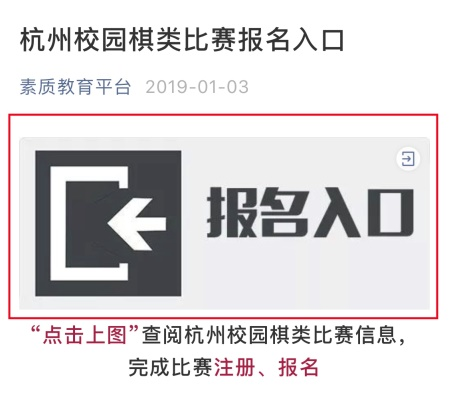 杭州校园棋类比赛报名入口
素质教育平台 2019-01-03
报名入口
“点击上图”查阅杭州校园棋类比赛信息,
完成比赛注册、报名